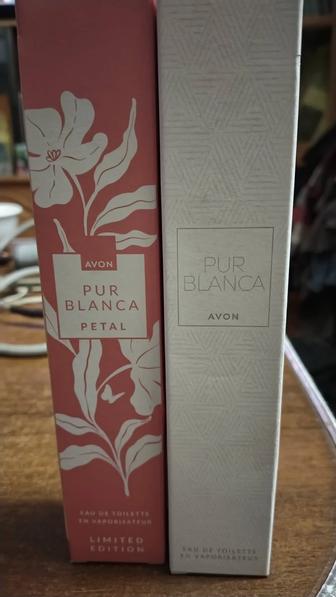 AVON
PUR
BLANCA
PETAL
EAU DE TOILETTE
EN VAPORISATEUR
LIMITED
EDITION
PUR
BLANCA
AVON
EAU DE TOILETTE
EN VAPORISATEUR